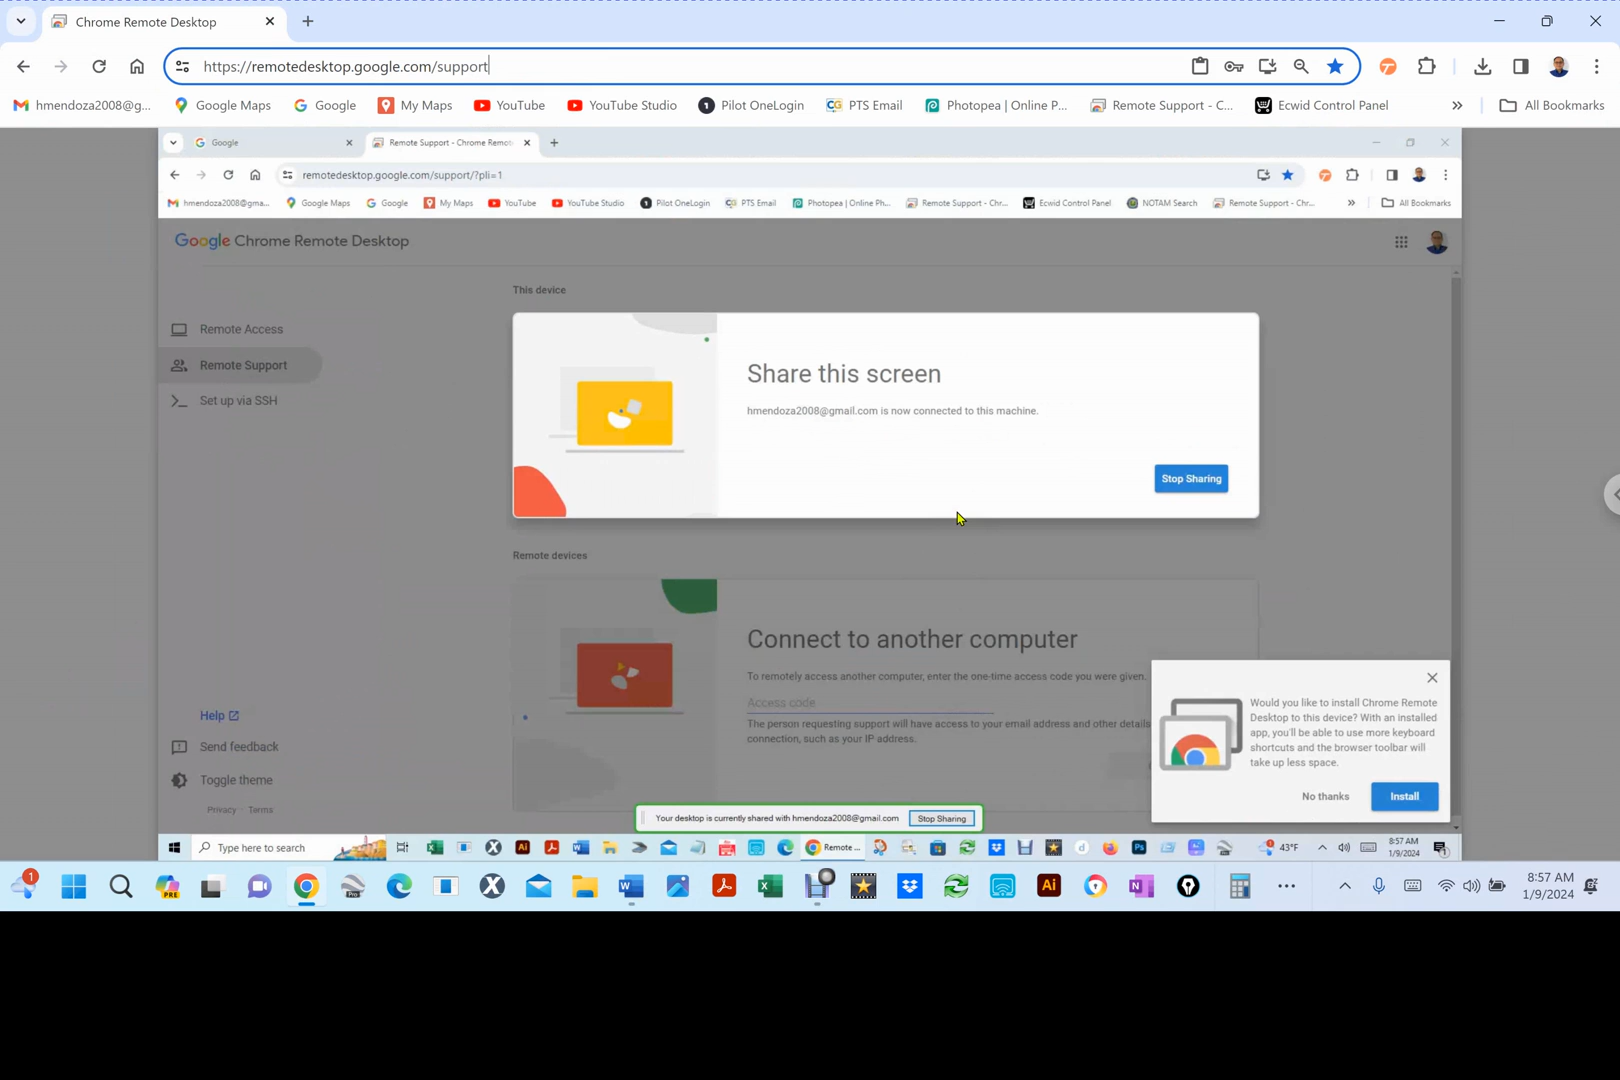 Chrome Remote Desktop
https://remotedesktop.google.com/support
hmendoza2008@g...
Google Maps
Google
My Maps
YouTube
YouTube Studio
Pilot OneLogin
PTS Email
Photopea | Online P...
Remote Support - C...
Ecwid Control Panel
All Bookmarks
Google
Remote Support - Chrome Remot
remotedesktop.google.com/support/?pli=1
hmendoza2008@gma...
Google Maps
Google
My Maps
YouTube
YouTube Studio
Pilot OneLogin
PTS Email
Photopea | Online Ph...
Remote Support - Chr...
Ecwid Control Panel
NOTAM Search
Remote Support - Chr...
All Bookmarks
Google Chrome Remote Desktop
This device
Remote Access
Remote Support
Set up via SSH
Share this screen
hmendoza2008@gmail.com is now connected to this machine.
Stop Sharing
Remote devices
Connect to another computer
To remotely access another computer, enter the one-time access code you were given.
Access code
The person requesting support will have access to your email address and other details
connection, such as your IP address.
Would you like to install Chrome Remote
Desktop to this device? With an installed
app, you'll be able to use more keyboard
shortcuts and the browser toolbar will
take up less space.
No thanks
Install
Help
Send feedback
Toggle theme
Privacy
Terms
Your desktop is currently shared with hmendoza2008@gmail.com
Stop Sharing
Type here to search
Remote ...
43°F
8:57 AM
1/9/2024
1
PRE
Pro
8:57 AM
1/9/2024